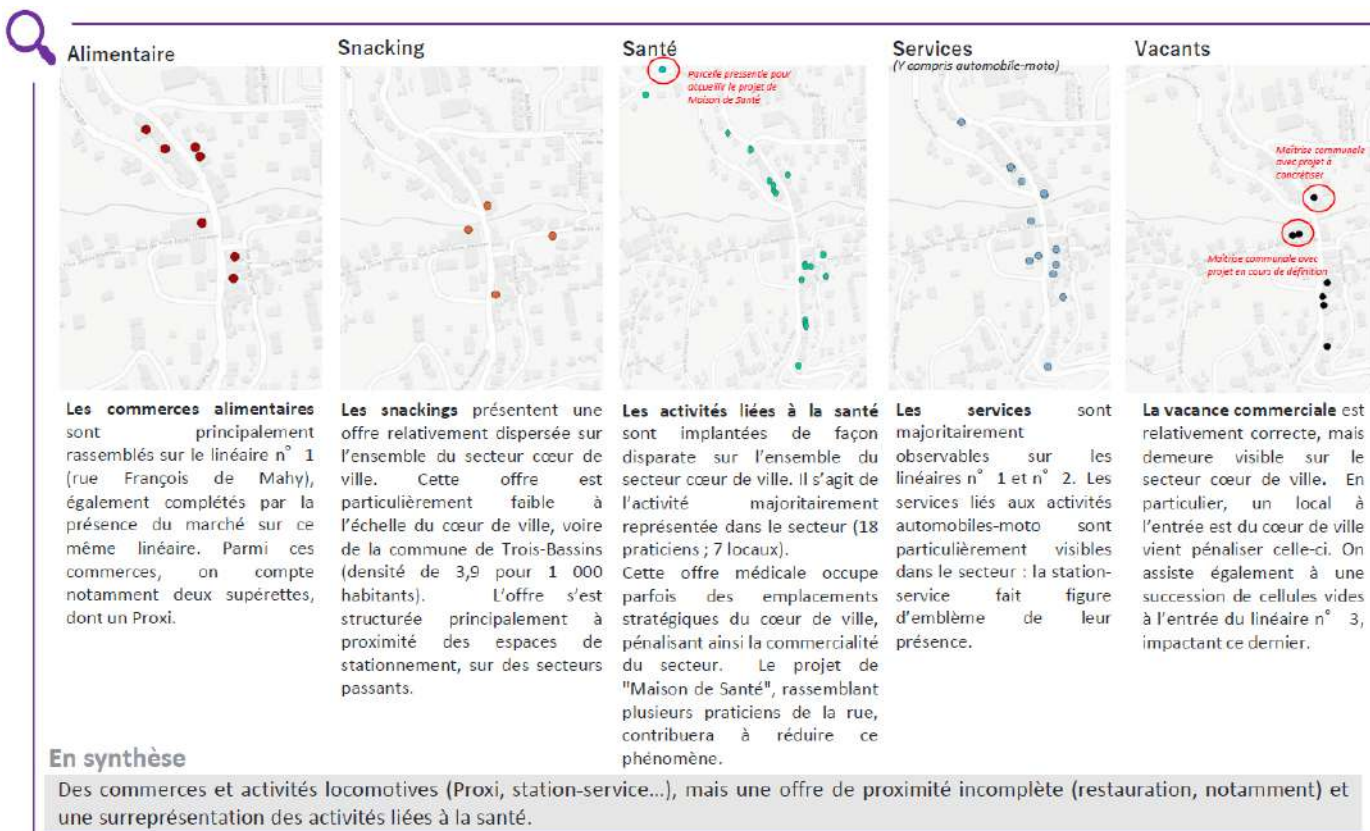 Alimentaire
Snacking
Santé
Services
(Y compris automobile-moto)
Vacants
Parcelle pressentie pour
accueillir le projet de
Maison de Santé
Maîtrise communale
avec projet à
concrétiser
Maîtrise communale avec
projet en cours de définition
Les commerces alimentaires
sont principalement
rassemblés sur le linéaire n° 1
(rue François de Mahy),
également complétés par la
présence du marché sur ce
même linéaire. Parmi ces
commerces, on compte
notamment deux supérettes,
dont un Proxi.
Les snackings présentent une
offre relativement dispersée sur
l'ensemble du secteur cœur de
ville. Cette offre est
particulièrement faible à
l'échelle du cœur de ville, voire
de la commune de Trois-Bassins
(densité de 3,9 pour 1 000
habitants). L'offre s'est
structurée principalement à
proximité des espaces de
stationnement, sur des secteurs
passants.
Les activités liées à la santé
sont implantées de façon
disparate sur l'ensemble du
secteur cœur de ville. Il s'agit de
l'activité majoritairement
représentée dans le secteur (18
praticiens ; 7 locaux).
Cette offre médicale occupe
parfois des emplacements
stratégiques du cœur de ville,
pénalisant ainsi la commercialité
du secteur. Le projet de
"Maison de Santé", rassemblant
plusieurs praticiens de la rue,
contribuera à réduire ce
phénomène.
Les services sont
majoritairement
observables sur les
linéaires n° 1 et n° 2. Les
services liés aux activités
automobiles-moto sont
particulièrement visibles
dans le secteur : la station-
service fait figure
d'emblème de leur
présence.
La vacance commerciale est
relativement correcte, mais
demeure visible sur le
secteur cœur de ville. En
particulier, un local à
l'entrée est du cœur de ville
vient pénaliser celle-ci. On
assiste également à une
succession de cellules vides
à l'entrée du linéaire n° 3,
impactant ce dernier.
En synthèse
Des commerces et activités locomotives (Proxi, station-service...), mais une offre de proximité incomplète (restauration, notamment) et
une surreprésentation des activités liées à la santé.